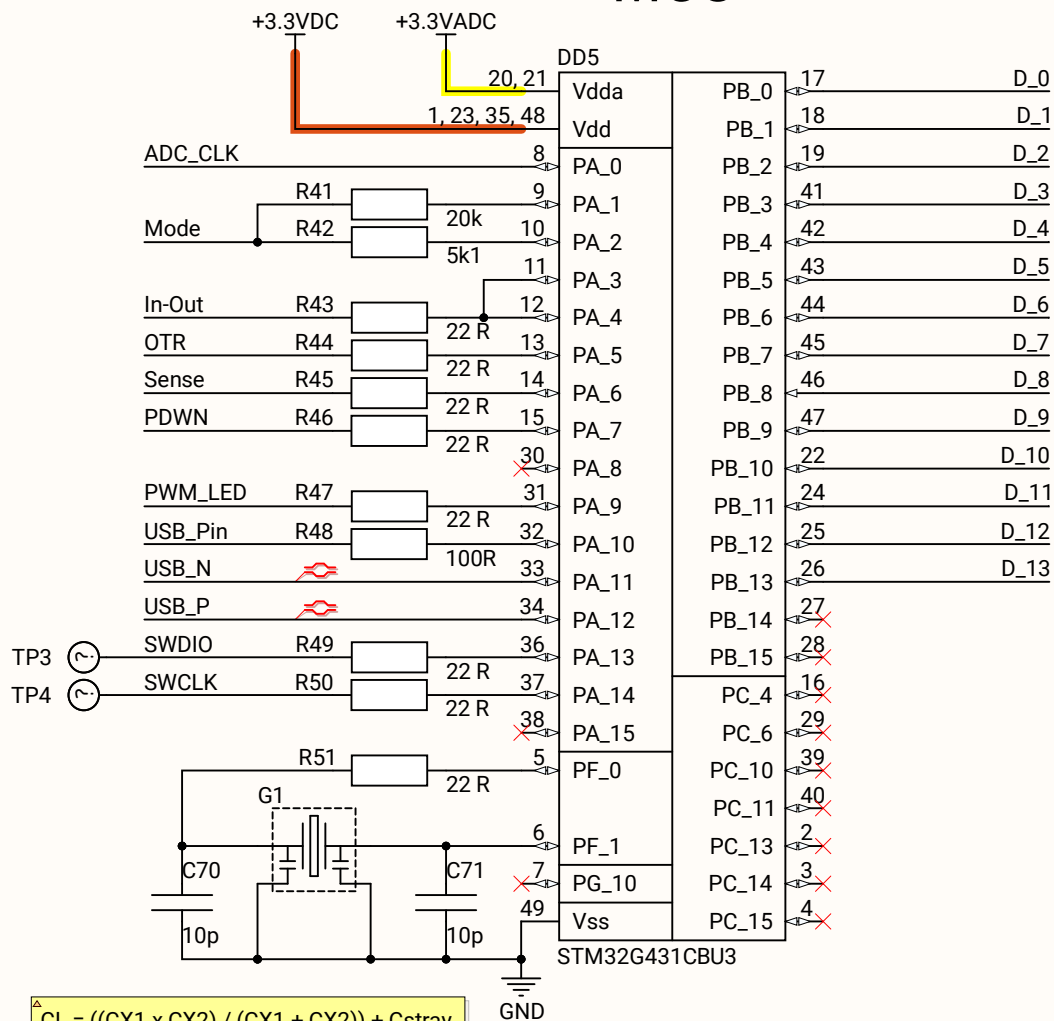 +3.3VDC +3.3VADC
DD5
20, 21 Vdda PB_0 17 D_0
1, 23, 35, 48 Vdd PB_1 18 D_1
ADC_CLK 8 PA_0 PB_2 19 D_2
R41 20k 9 PA_1 PB_3 41 D_3
Mode R42 5k1 10 PA_2 PB_4 42 D_4
11 PA_3 PB_5 43 D_5
In-Out R43 22 R 12 PA_4 PB_6 44 D_6
OTR R44 22 R 13 PA_5 PB_7 45 D_7
Sense R45 22 R 14 PA_6 PB_8 46 D_8
PDWN R46 22 R 15 PA_7 PB_9 47 D_9
30 PA_8 PB_10 22 D_10
PWM_LED R47 22 R 31 PA_9 PB_11 24 D_11
USB_Pin R48 100R 32 PA_10 PB_12 25 D_12
USB_N 33 PA_11 PB_13 26 D_13
USB_P 34 PA_12 PB_14 27
TP3 SWDIO R49 22 R 36 PA_13 PB_15 28
TP4 SWCLK R50 22 R 37 PA_14 PC_4 16
38 PA_15 PC_6 29
R51 22 R 5 PF_0 PC_10 39
G1 PC_11 40
6 PF_1 PC_13 2
C70 C71 7 PG_10 PC_14 3
10p 10p 49 Vss PC_15 4
STM32G431CBU3
GND
CL = ((CX1 x CX2) / (CX1 + CX2)) + Cstray